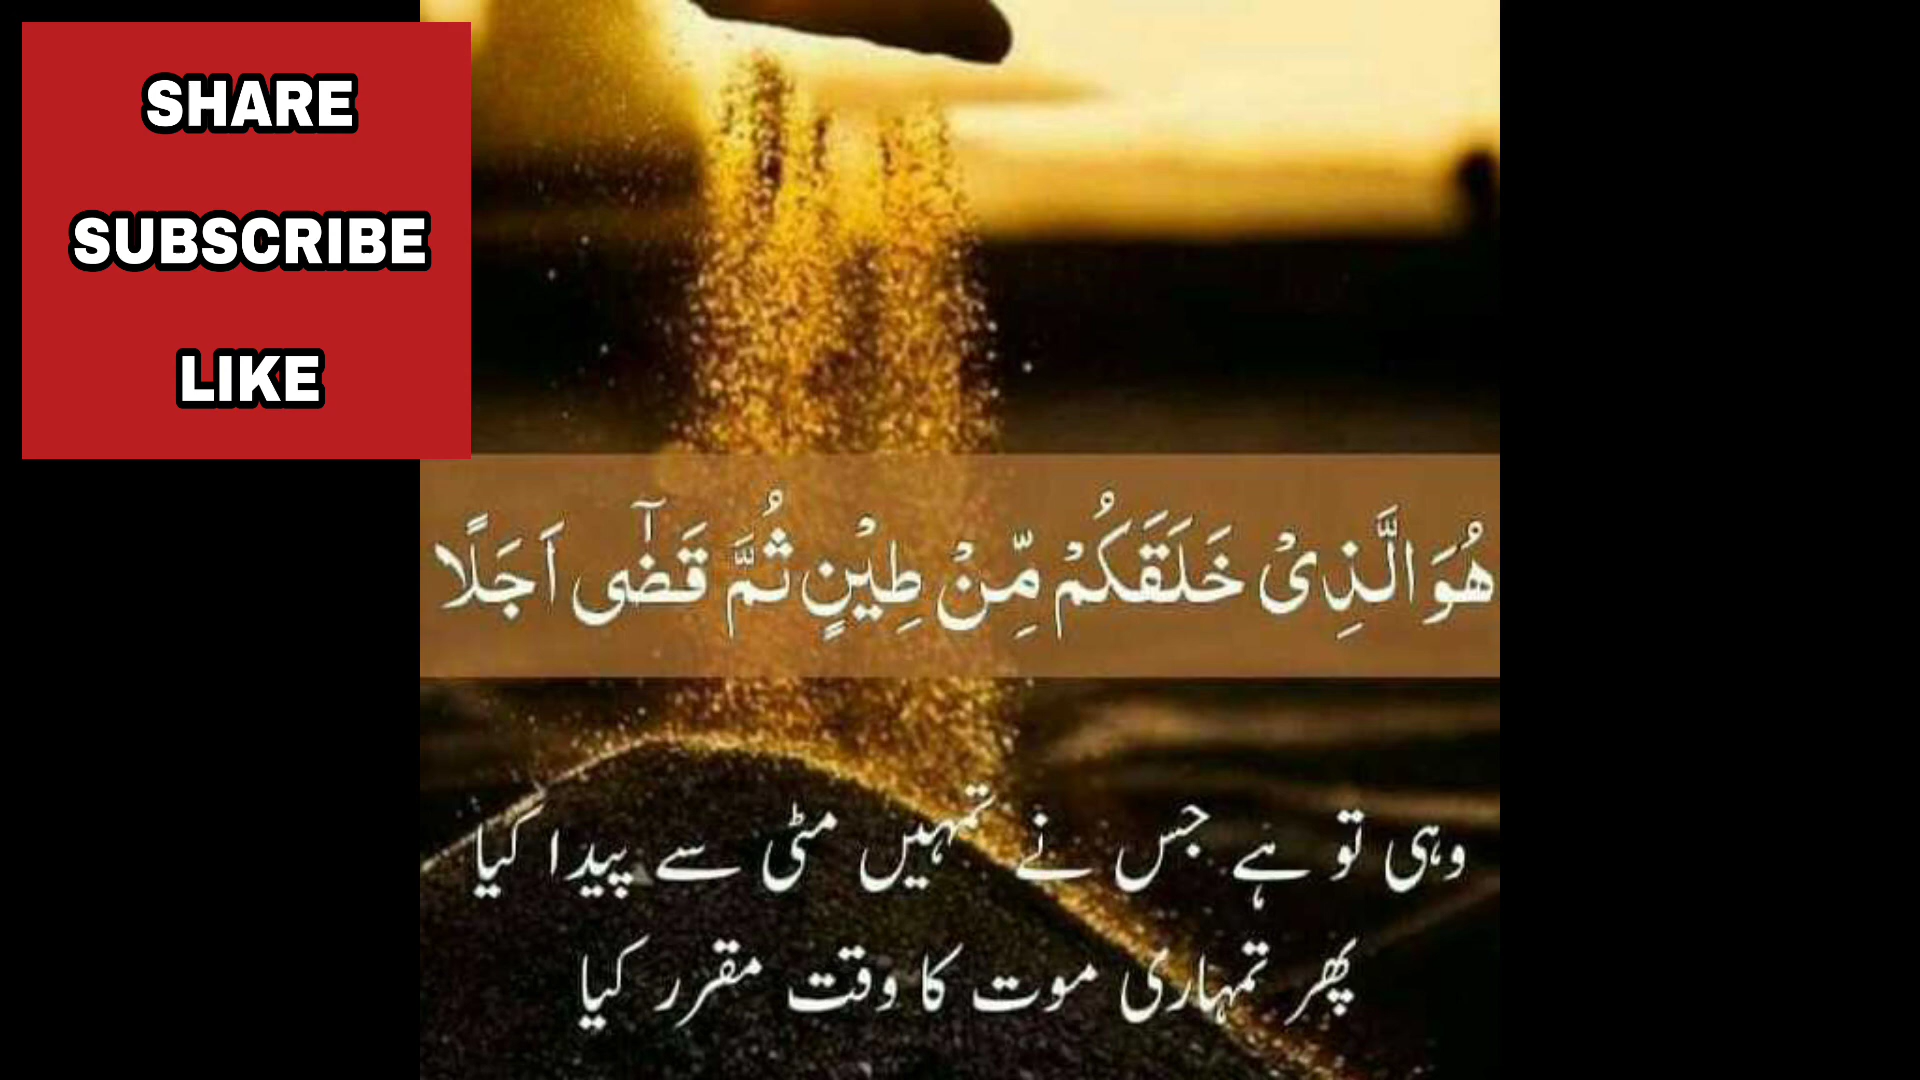 SHARE
SUBSCRIBE
LIKE
هُوَ الَّذِیْ خَلَقَكُمْ مِّنْ طِیْنٍ ثُمَّ قَضٰۤی اَجَلًا
وہی تو ہے جس نے تمہیں مٹی سے پیدا کیا
پھر تمہاری موت کا وقت مقرر کیا